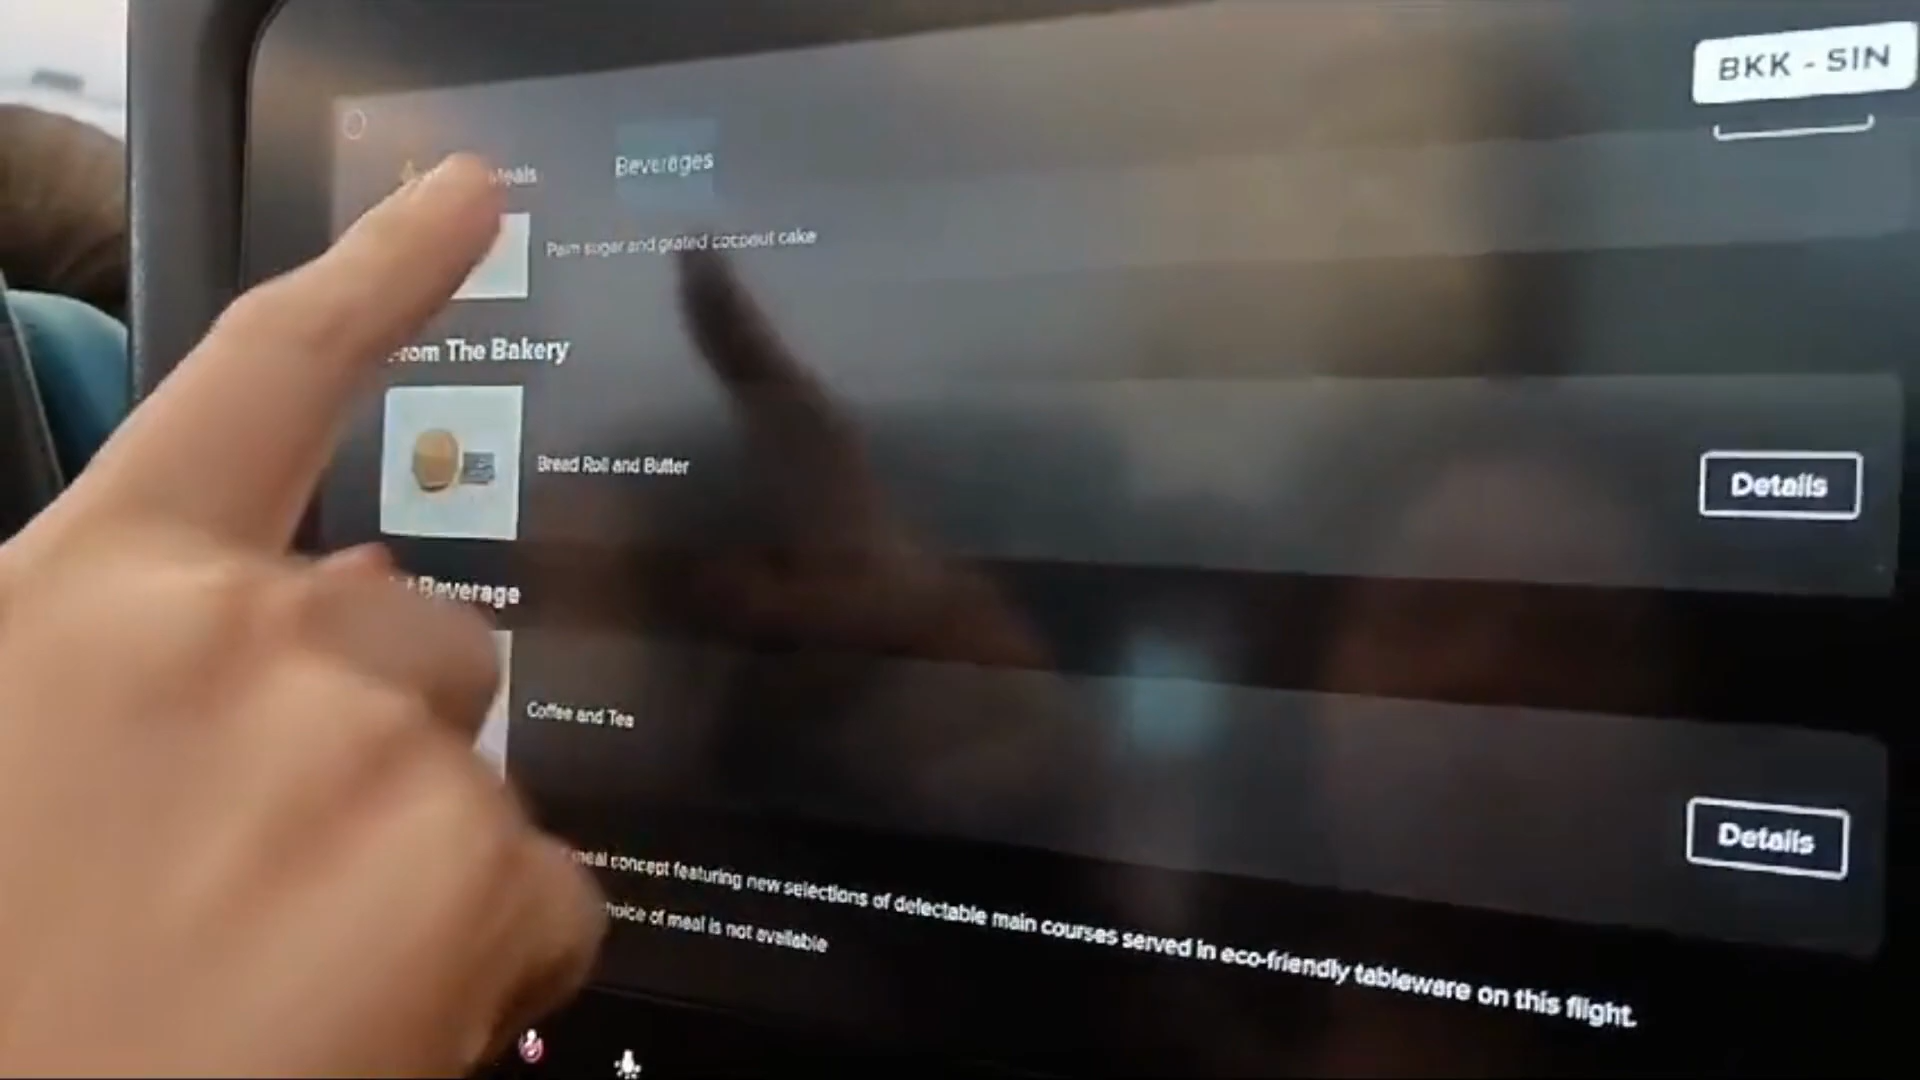 BKK - SIN
Meals
Beverages
Palm sugar and grated coconut cake
From The Bakery
Bread Roll and Butter
Details
Beverage
Coffee and Tea
Details
meal concept featuring new selections of delectable main courses served in eco-friendly tableware on this flight.
choice of meal is not available